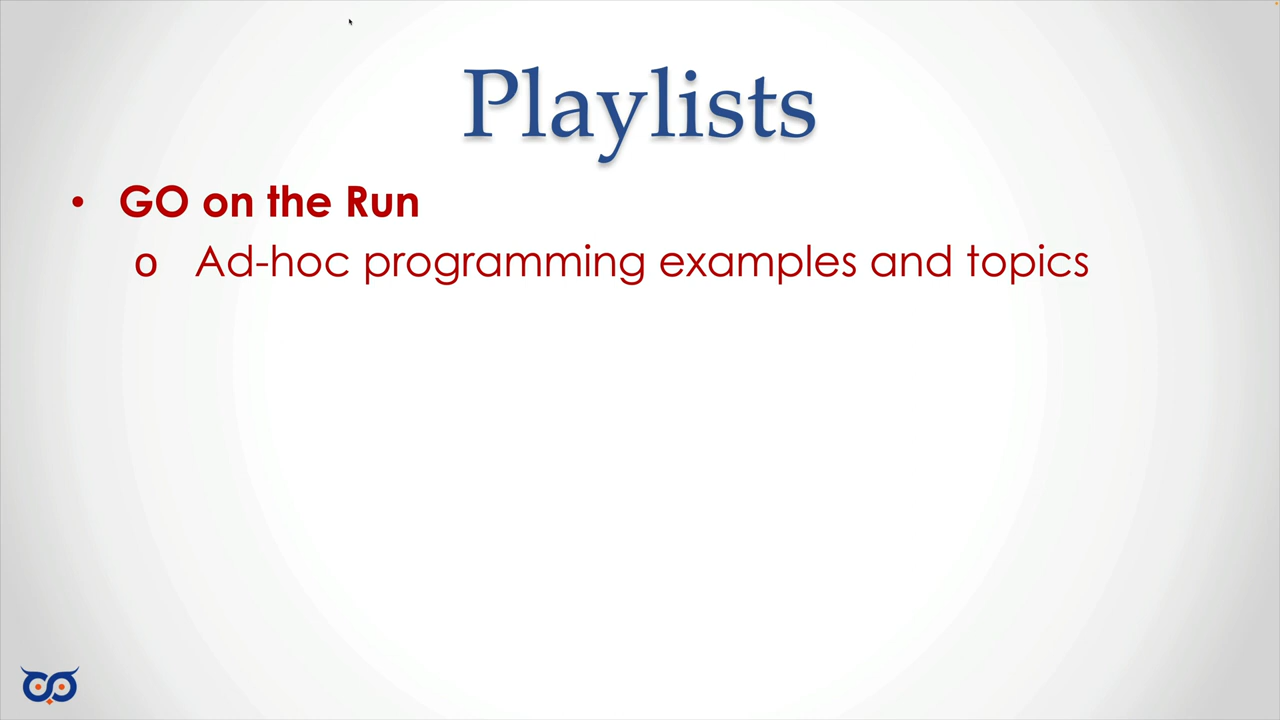 Playlists
• GO on the Run
o Ad-hoc programming examples and topics